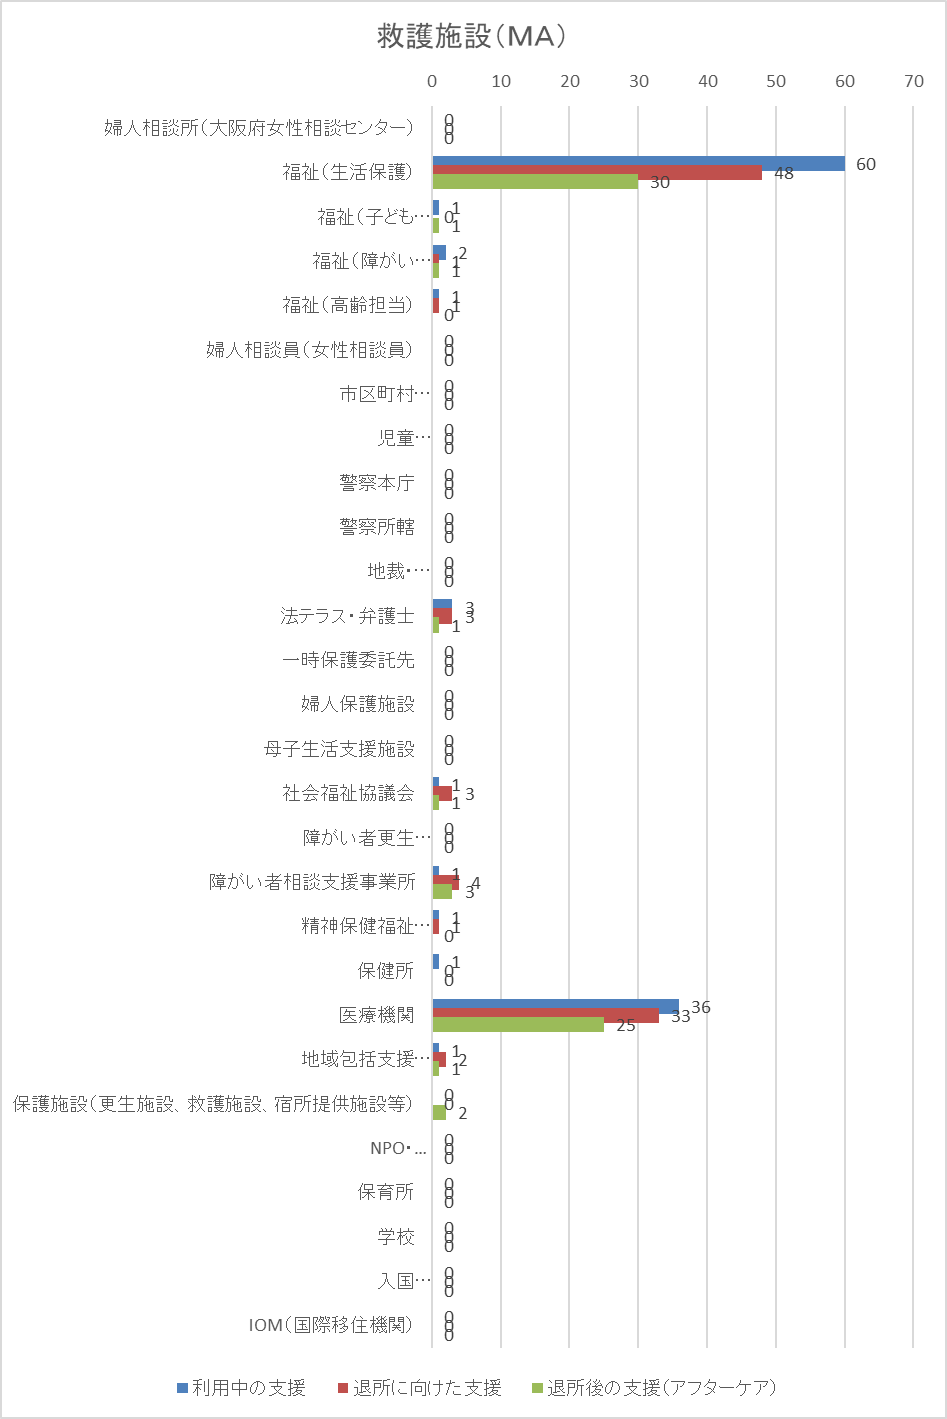 救護施設（MA）
0 10 20 30 40 50 60 70
婦人相談所（大阪府女性相談センター） 0 0 0
福祉（生活保護） 60 48 30
福祉（子ども… 1 0 1
福祉（障がい… 2 1 1
福祉（高齢担当） 1 1 0
婦人相談員（女性相談員） 0 0 0
市区町村… 0 0 0
児童… 0 0 0
警察本庁 0 0 0
警察所轄 0 0 0
地裁・… 0 0 0
法テラス・弁護士 3 3 1
一時保護委託先 0 0 0
婦人保護施設 0 0 0
母子生活支援施設 0 0 0
社会福祉協議会 1 3 1
障がい者更生… 0 0 0
障がい者相談支援事業所 1 4 3
精神保健福祉… 1 1 0
保健所 1 0 0
医療機関 36 33 25
地域包括支援… 1 2 1
保護施設（更生施設、救護施設、宿所提供施設等） 0 0 2
NPO・… 0 0 0
保育所 0 0 0
学校 0 0 0
入国… 0 0 0
IOM（国際移住機関） 0 0 0
利用中の支援 退所に向けた支援 退所後の支援（アフターケア）